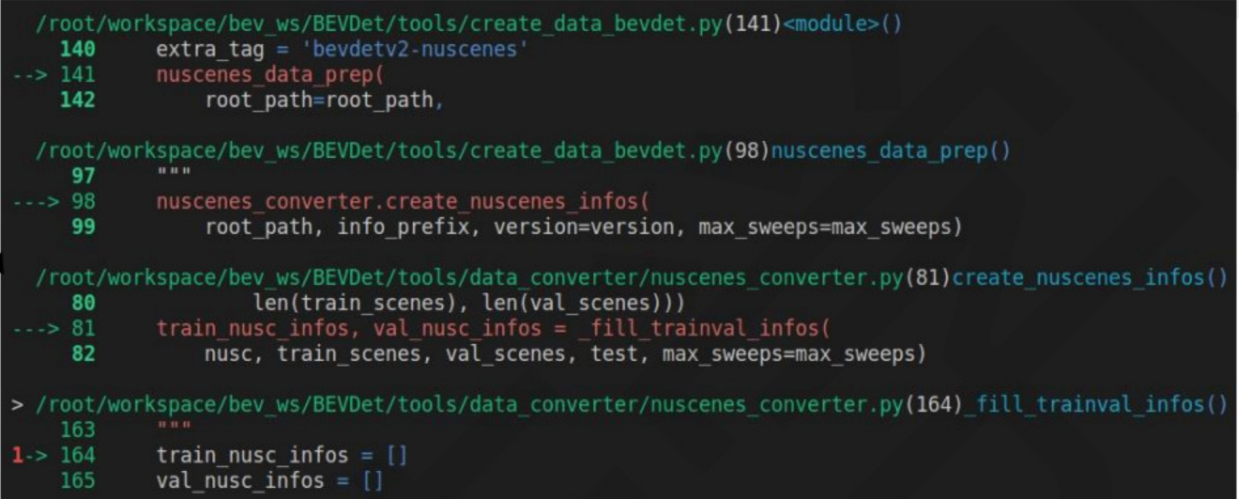 /root/workspace/bev_ws/BEVDet/tools/create_data_bevdet.py(141)<module>()
    140     extra_tag = 'bevdetv2-nuscenes'
--> 141     nuscenes_data_prep(
    142         root_path=root_path,
/root/workspace/bev_ws/BEVDet/tools/create_data_bevdet.py(98)nuscenes_data_prep()
     97     """
---> 98     nuscenes_converter.create_nuscenes_infos(
     99         root_path, info_prefix, version=version, max_sweeps=max_sweeps)
/root/workspace/bev_ws/BEVDet/tools/data_converter/nuscenes_converter.py(81)create_nuscenes_infos()
     80             len(train_scenes), len(val_scenes)))
---> 81     train_nusc_infos, val_nusc_infos = _fill_trainval_infos(
     82         nusc, train_scenes, val_scenes, test, max_sweeps=max_sweeps)
> /root/workspace/bev_ws/BEVDet/tools/data_converter/nuscenes_converter.py(164)_fill_trainval_infos()
    163     """
1-> 164     train_nusc_infos = []
    165     val_nusc_infos = []